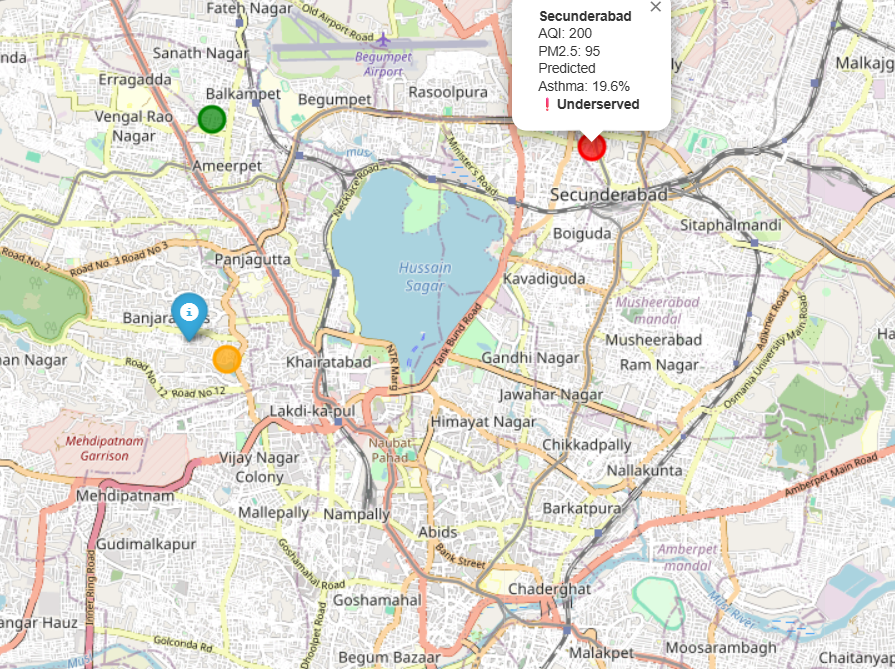 Fateh Nagar
Old Airport Road
Secunderabad
AQI: 200
PM2.5: 95
Predicted
Asthma: 19.6%
❗ Underserved
×
Sanath Nagar
Begumpet
Airport
Malkajg
Erragadda
Balkampet
Begumpet
Rasoolpura
Vengal Rao
Nagar
Ameerpet
Necklace Road
Minister's Road
Secunderabad
Boiguda
Sitaphalmandi
Road No. 2
Road No. 3
Road No 3
Panjagutta
Hussain
Sagar
Kavadiguda
Musheerabad
mandal
Musheerabad
Ram Nagar
Adikmet Road
Osmania University Main Road
Tank Bund Road
NTR Marg
Khairatabad
Gandhi Nagar
Road No. 12
Road No.12
Jawahar Nagar
Lakdi-ka-pul
Himayat Nagar
Naubat
Pahad
Chikkadpally
Mehdipatnam
Garrison
Vijay Nagar
Colony
Nallakunta
Amberpet Main Road
Mehdipatnam
Mallepally
Nampally
Barkatpura
Abids
Gudimalkapur
Bank Street
Amberpet
mandal
Goshamahal Road
Inner Ring Road
Chaderghat
Goshamahal
Musi River
Dhoolpet Road
Golconda Rd
Begum Bazaar
Malakpet
Moosarambagh